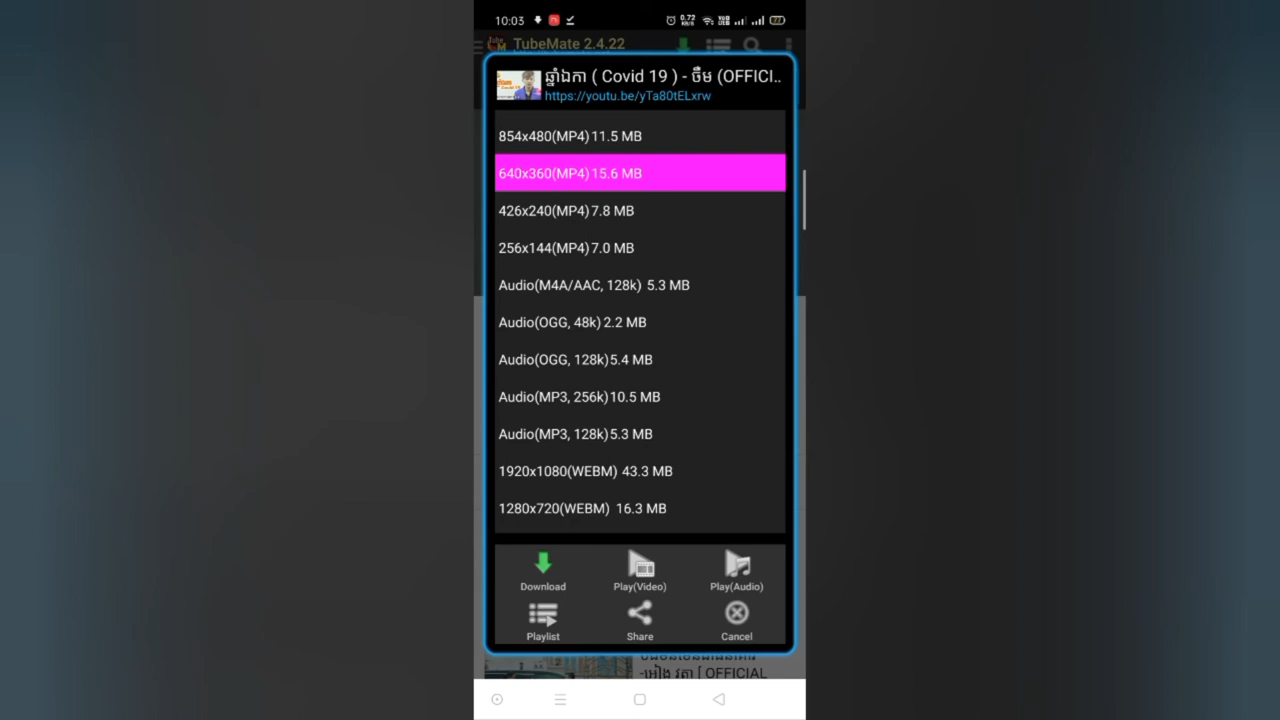 10:03
0.72 KB/S
77
TubeMate 2.4.22
ឆ្នាំឯកា ( Covid 19 ) - ចឺម (OFFICI..
https://youtu.be/yTa80tELxrw
854x480(MP4) 11.5 MB
640x360(MP4) 15.6 MB
426x240(MP4) 7.8 MB
256x144(MP4) 7.0 MB
Audio(M4A/AAC, 128k) 5.3 MB
Audio(OGG, 48k) 2.2 MB
Audio(OGG, 128k) 5.4 MB
Audio(MP3, 256k) 10.5 MB
Audio(MP3, 128k) 5.3 MB
1920x1080(WEBM) 43.3 MB
1280x720(WEBM) 16.3 MB
Download
Play(Video)
Play(Audio)
Playlist
Share
Cancel
[ OFFICIAL